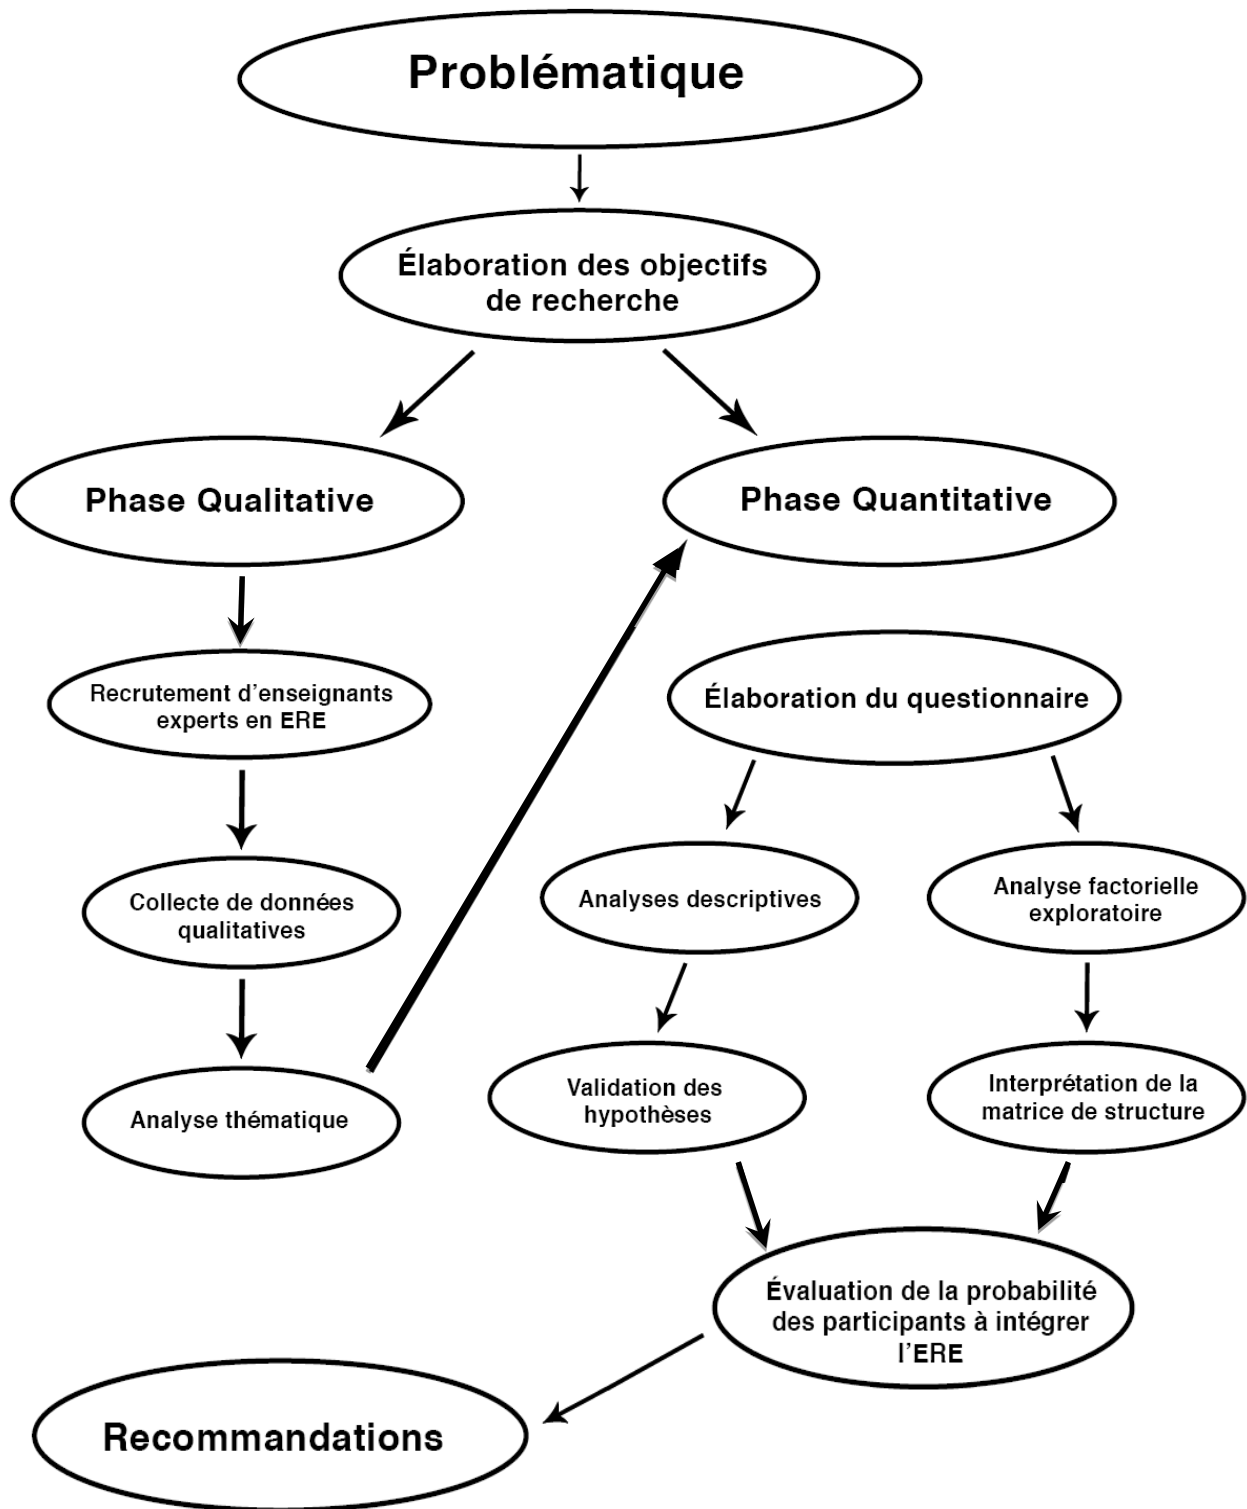 Problématique
Élaboration des objectifs
de recherche
Phase Qualitative
Phase Quantitative
Recrutement d'enseignants
experts en ERE
Élaboration du questionnaire
Collecte de données
qualitatives
Analyses descriptives
Analyse factorielle
exploratoire
Analyse thématique
Validation des
hypothèses
Interprétation de la
matrice de structure
Évaluation de la probabilité
des participants à intégrer
l'ERE
Recommandations